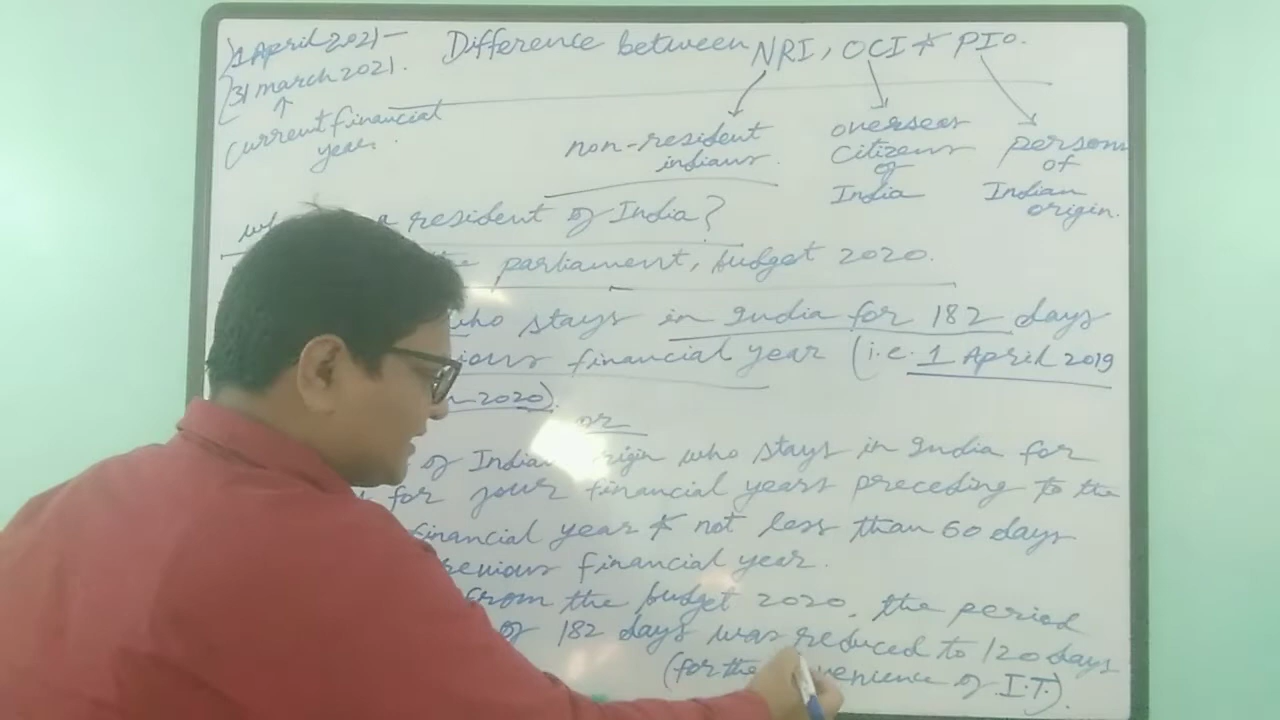 1 April 2021-
31 march 2021.
current financial
year.
Difference between NRI, OCI & PIO.
non-resident
indians.
overseas
Citizens
of
India
persons
of
Indian
origin.
a resident of India?
parliament, budget 2020.
who stays in India for 182 days
financial year (i.e. 1 April 2019
2020).
or
of Indian who stays in India for
for four financial years preceding to the
financial year & not less than 60 days
financial year.
from the budget 2020, the period
of 182 days was reduced to 120 days
(for the of I.T.).